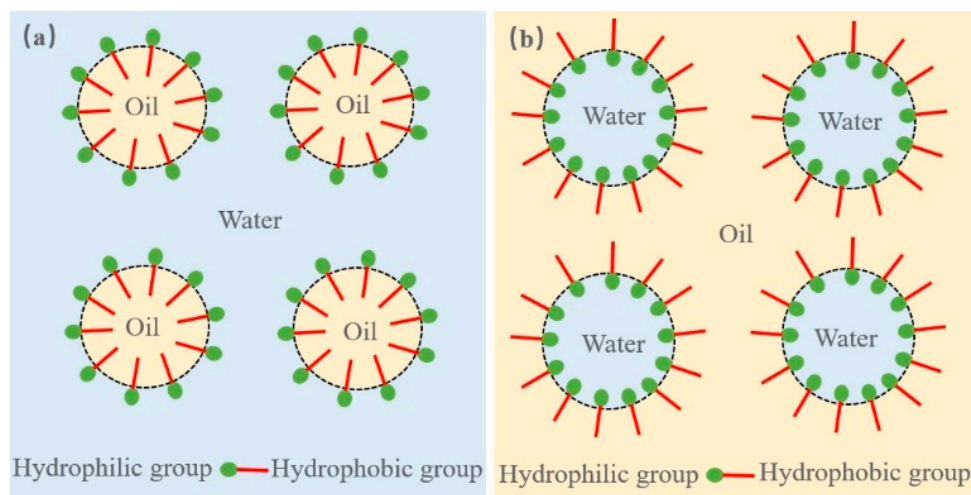 (a)
Oil
Oil
Water
Oil
Oil
Hydrophilic group
Hydrophobic group
(b)
Water
Water
Oil
Water
Water
Hydrophilic group
Hydrophobic group